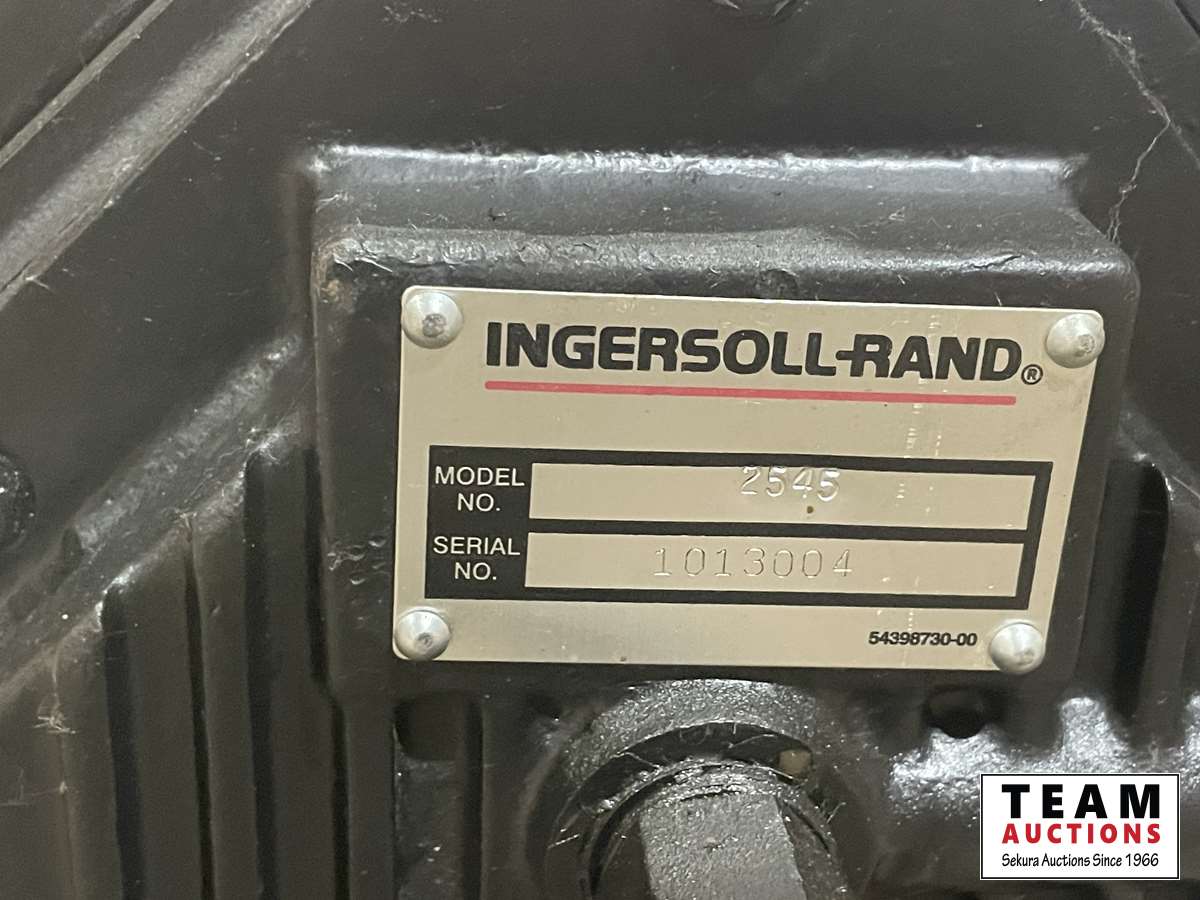 INGERSOLL-RAND®
MODEL NO. 2545
SERIAL NO. 1013004
54398730-00
TEAM
AUCTIONS
Sekura Auctions Since 1966